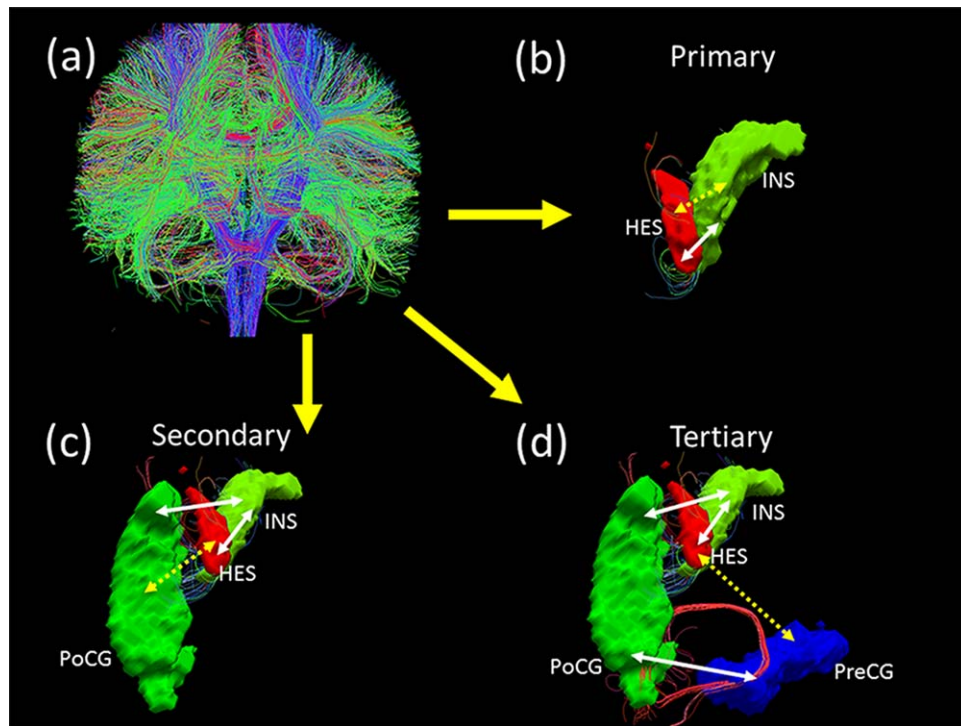 (a)
(b)
Primary
INS
HES
(c)
Secondary
INS
HES
PoCG
(d)
Tertiary
INS
HES
PoCG
PreCG